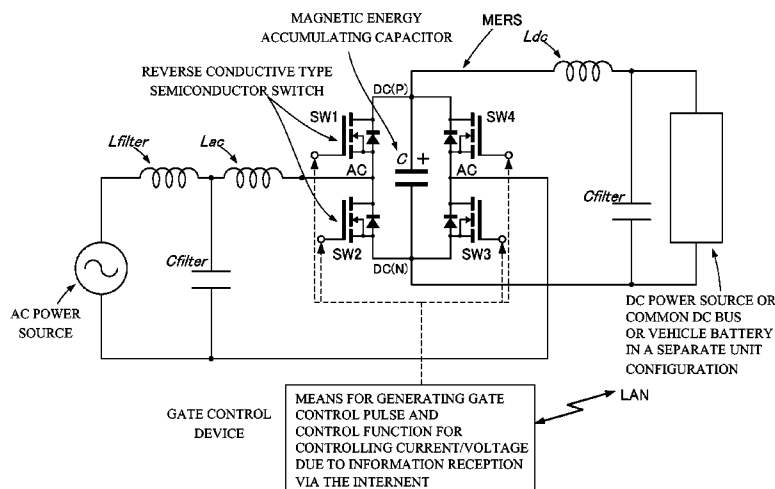 MAGNETIC ENERGY
ACCUMULATING CAPACITOR
MERS
Ldc
REVERSE CONDUCTIVE TYPE
SEMICONDUCTOR SWITCH
DC(P)
SW1
SW4
Lfilter
Lac
C
+
AC
AC
Cfilter
SW2
SW3
Cfilter
DC(N)
AC POWER
SOURCE
DC POWER SOURCE OR
COMMON DC BUS
OR VEHICLE BATTERY
IN A SEPARATE UNIT
CONFIGURATION
GATE CONTROL
DEVICE
MEANS FOR GENERATING GATE
CONTROL PULSE AND
CONTROL FUNCTION FOR
CONTROLLING CURRENT/VOLTAGE
DUE TO INFORMATION RECEPTION
VIA THE INTERNENT
LAN